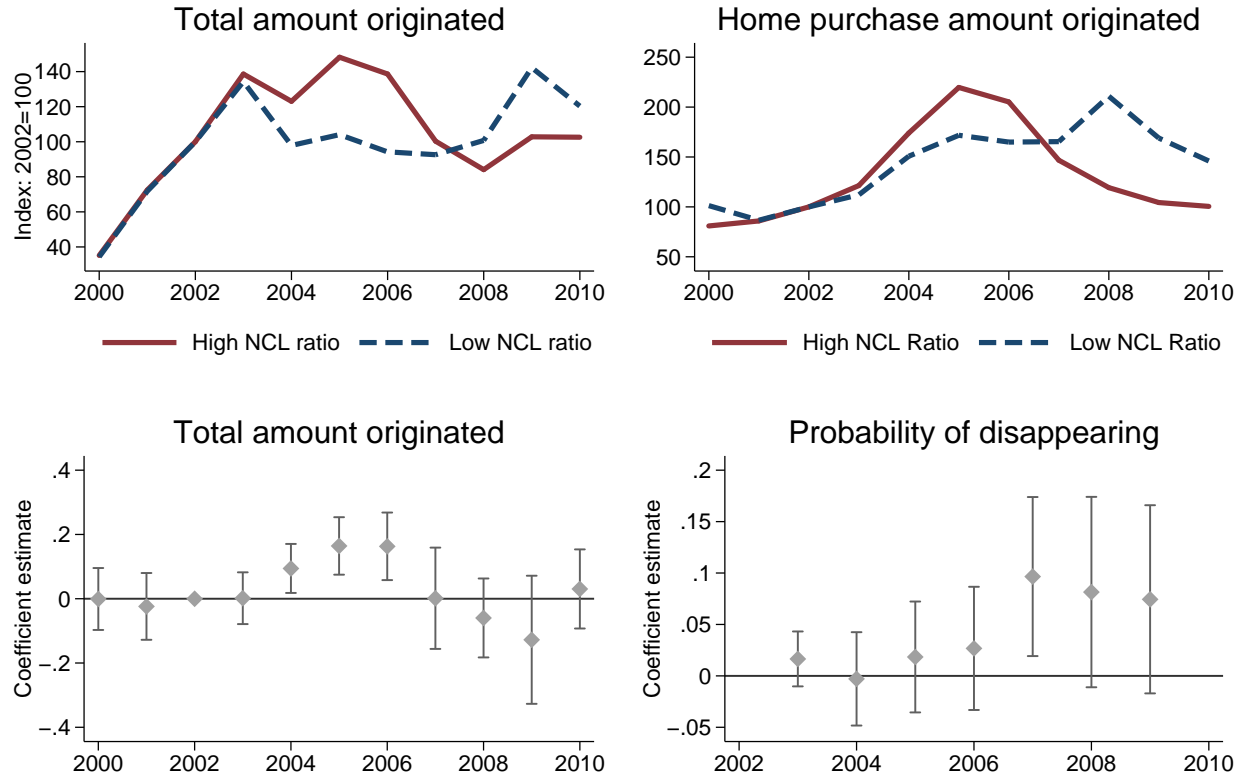 Total amount originated
Index: 2002=100
140
120
100
80
60
40
2000 2002 2004 2006 2008 2010
High NCL ratio Low NCL ratio
Home purchase amount originated
250
200
150
100
50
2000 2002 2004 2006 2008 2010
High NCL Ratio Low NCL Ratio
Total amount originated
Coefficient estimate
.4
.2
0
−.2
−.4
2000 2002 2004 2006 2008 2010
Probability of disappearing
Coefficient estimate
.2
.15
.1
.05
0
−.05
2002 2004 2006 2008 2010